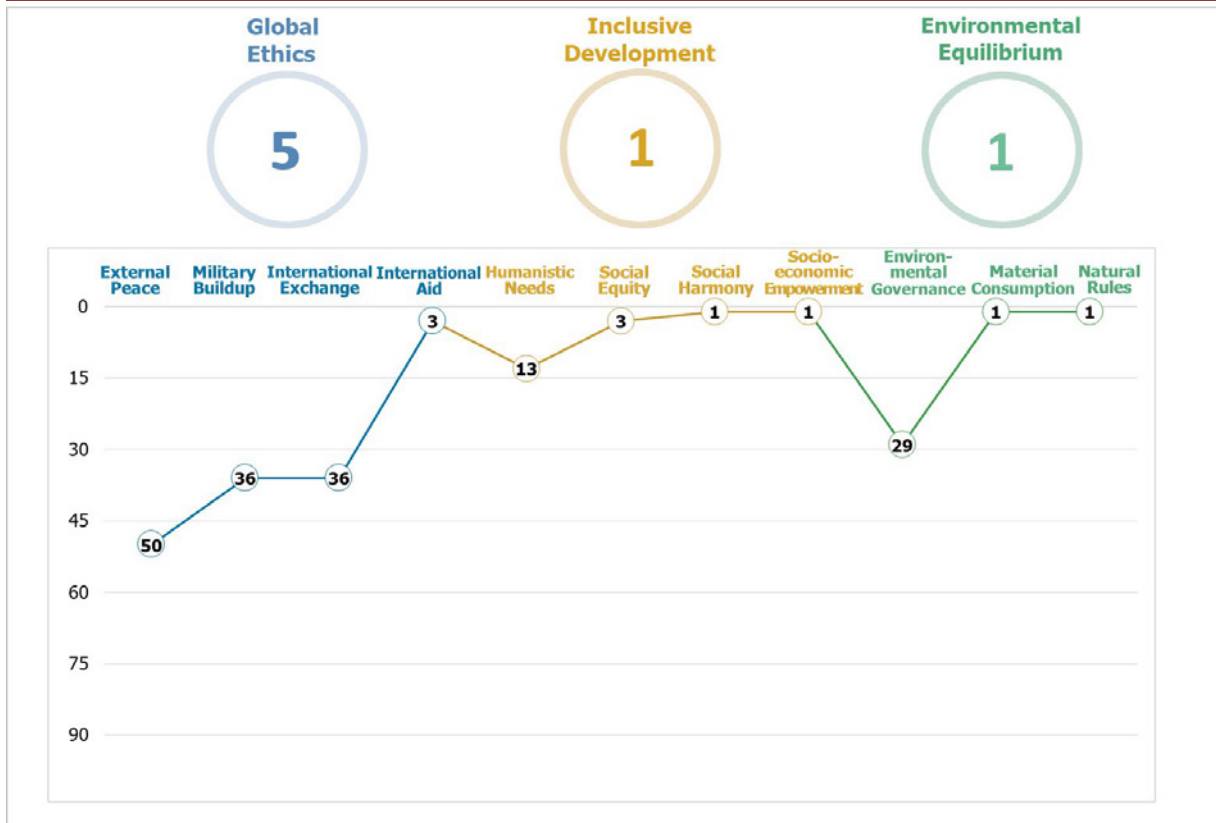 Global
Ethics
5
Inclusive
Development
1
Environmental
Equilibrium
1
External
Peace
Military
Buildup
International
Exchange
International
Aid
Humanistic
Needs
Social
Equity
Social
Harmony
Socio-
economic
Empowerment
Environ-
mental
Governance
Material
Consumption
Natural
Rules
0
15
30
45
60
75
90
50
36
36
3
13
3
1
1
29
1
1